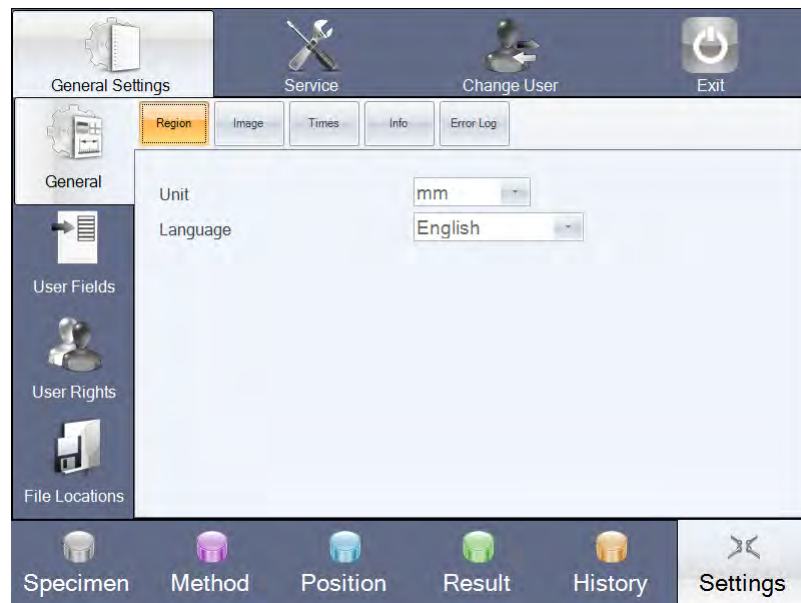 General Settings
Service
Change User
Exit
Region
Image
Times
Info
Error Log
General
Unit
mm
Language
English
User Fields
User Rights
File Locations
Specimen
Method
Position
Result
History
Settings